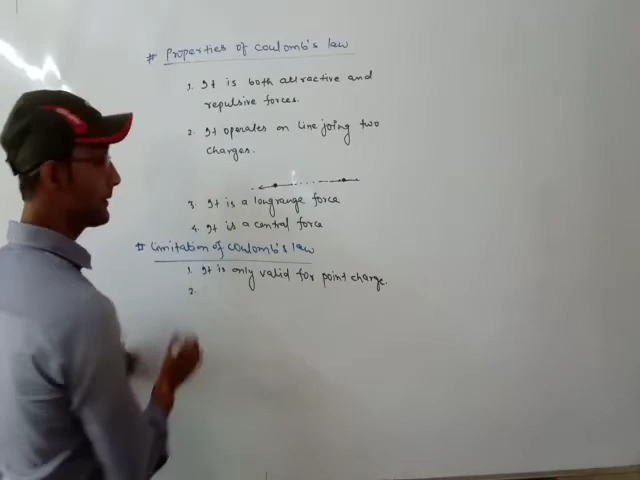 # Properties of Coulomb's law
1. It is both attractive and
repulsive forces.
2. It operates on line joing two
charges.
3. It is a longrange force
4. It is a central force
# Limitation of Coulomb's law
1. It is only valid for point charge.
2.